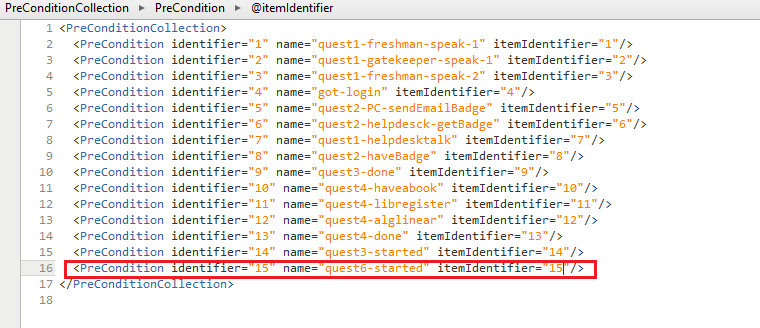 PreConditionCollection ▸ PreCondition ▸ @itemIdentifier
1 <PreConditionCollection>
2 <PreCondition identifier="1" name="quest1-freshman-speak-1" itemIdentifier="1"/>
3 <PreCondition identifier="2" name="quest1-gatekeeper-speak-1" itemIdentifier="2"/>
4 <PreCondition identifier="3" name="quest1-freshman-speak-2" itemIdentifier="3"/>
5 <PreCondition identifier="4" name="got-login" itemIdentifier="4"/>
6 <PreCondition identifier="5" name="quest2-PC-sendEmailBadge" itemIdentifier="5"/>
7 <PreCondition identifier="6" name="quest2-helpdesck-getBadge" itemIdentifier="6"/>
8 <PreCondition identifier="7" name="quest1-helpdesktalk" itemIdentifier="7"/>
9 <PreCondition identifier="8" name="quest2-haveBadge" itemIdentifier="8"/>
10 <PreCondition identifier="9" name="quest3-done" itemIdentifier="9"/>
11 <PreCondition identifier="10" name="quest4-haveabook" itemIdentifier="10"/>
12 <PreCondition identifier="11" name="quest4-libregister" itemIdentifier="11"/>
13 <PreCondition identifier="12" name="quest4-alglinear" itemIdentifier="12"/>
14 <PreCondition identifier="13" name="quest4-done" itemIdentifier="13"/>
15 <PreCondition identifier="14" name="quest3-started" itemIdentifier="14"/>
16 <PreCondition identifier="15" name="quest6-started" itemIdentifier="15"/>
17 </PreConditionCollection>
18